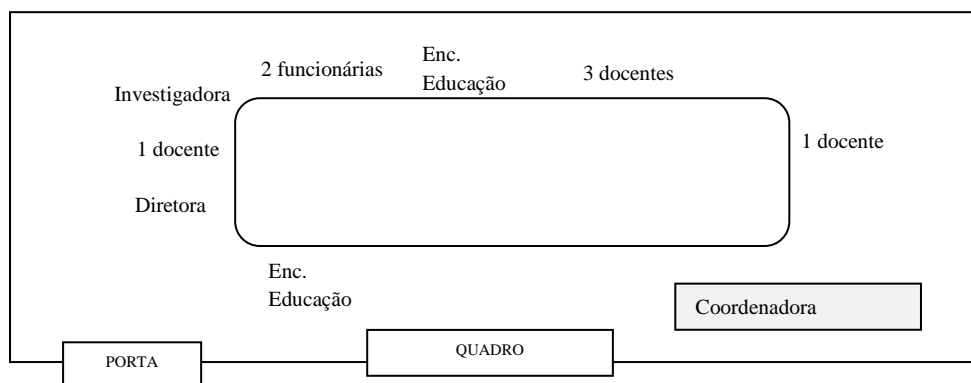 2 funcionárias
Enc.
Educação
3 docentes
Investigadora
1 docente
1 docente
Diretora
Enc.
Educação
Coordenadora
PORTA
QUADRO